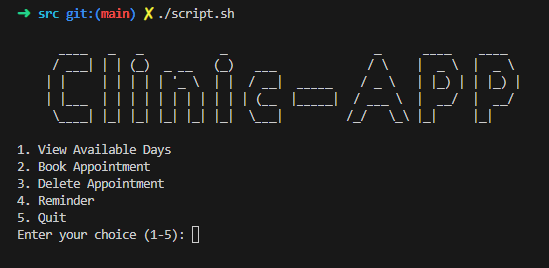 ➜ src git:(main) ✗ ./script.sh
Clinic-APP
1. View Available Days
2. Book Appointment
3. Delete Appointment
4. Reminder
5. Quit
Enter your choice (1-5):